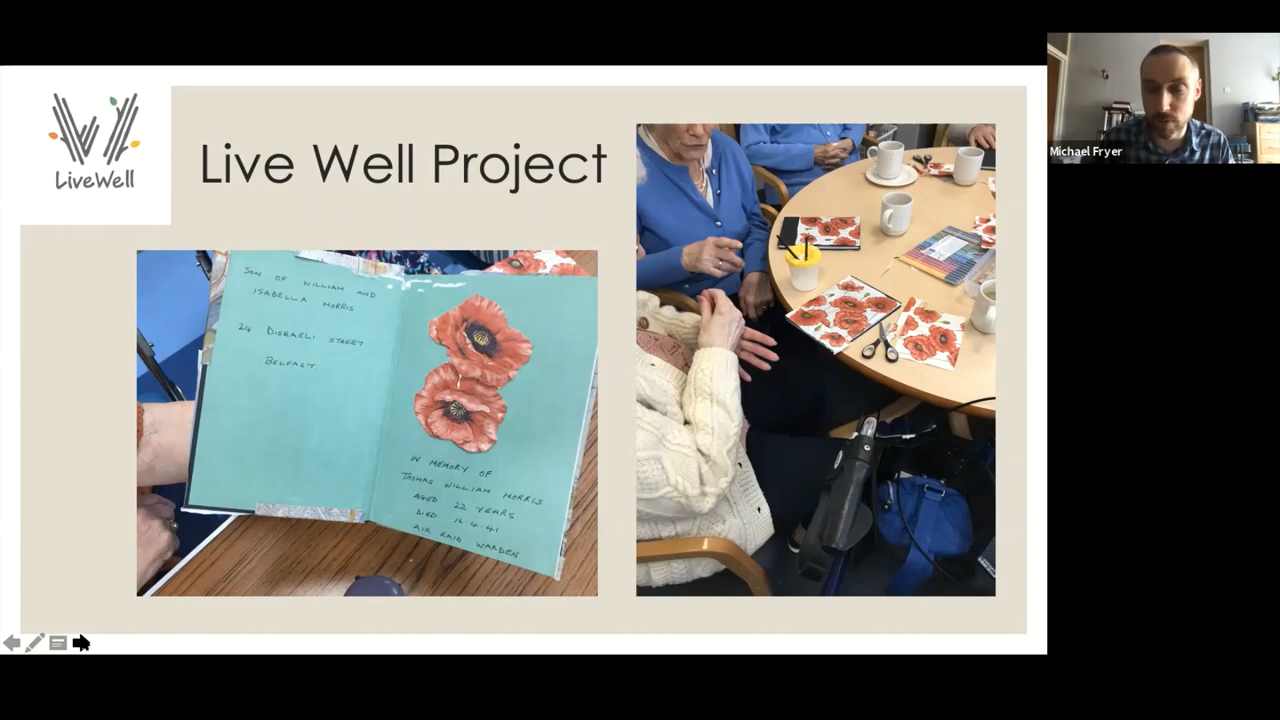 LiveWell
Live Well Project
SON OF WILLIAM AND
ISABELLA MORRIS
24 DISRAELI STREET
BELFAST
IN MEMORY OF
THOMAS WILLIAM MORRIS
AGED 22 YEARS
DIED 16.4.41
AIR RAID WARDEN
Michael Fryer